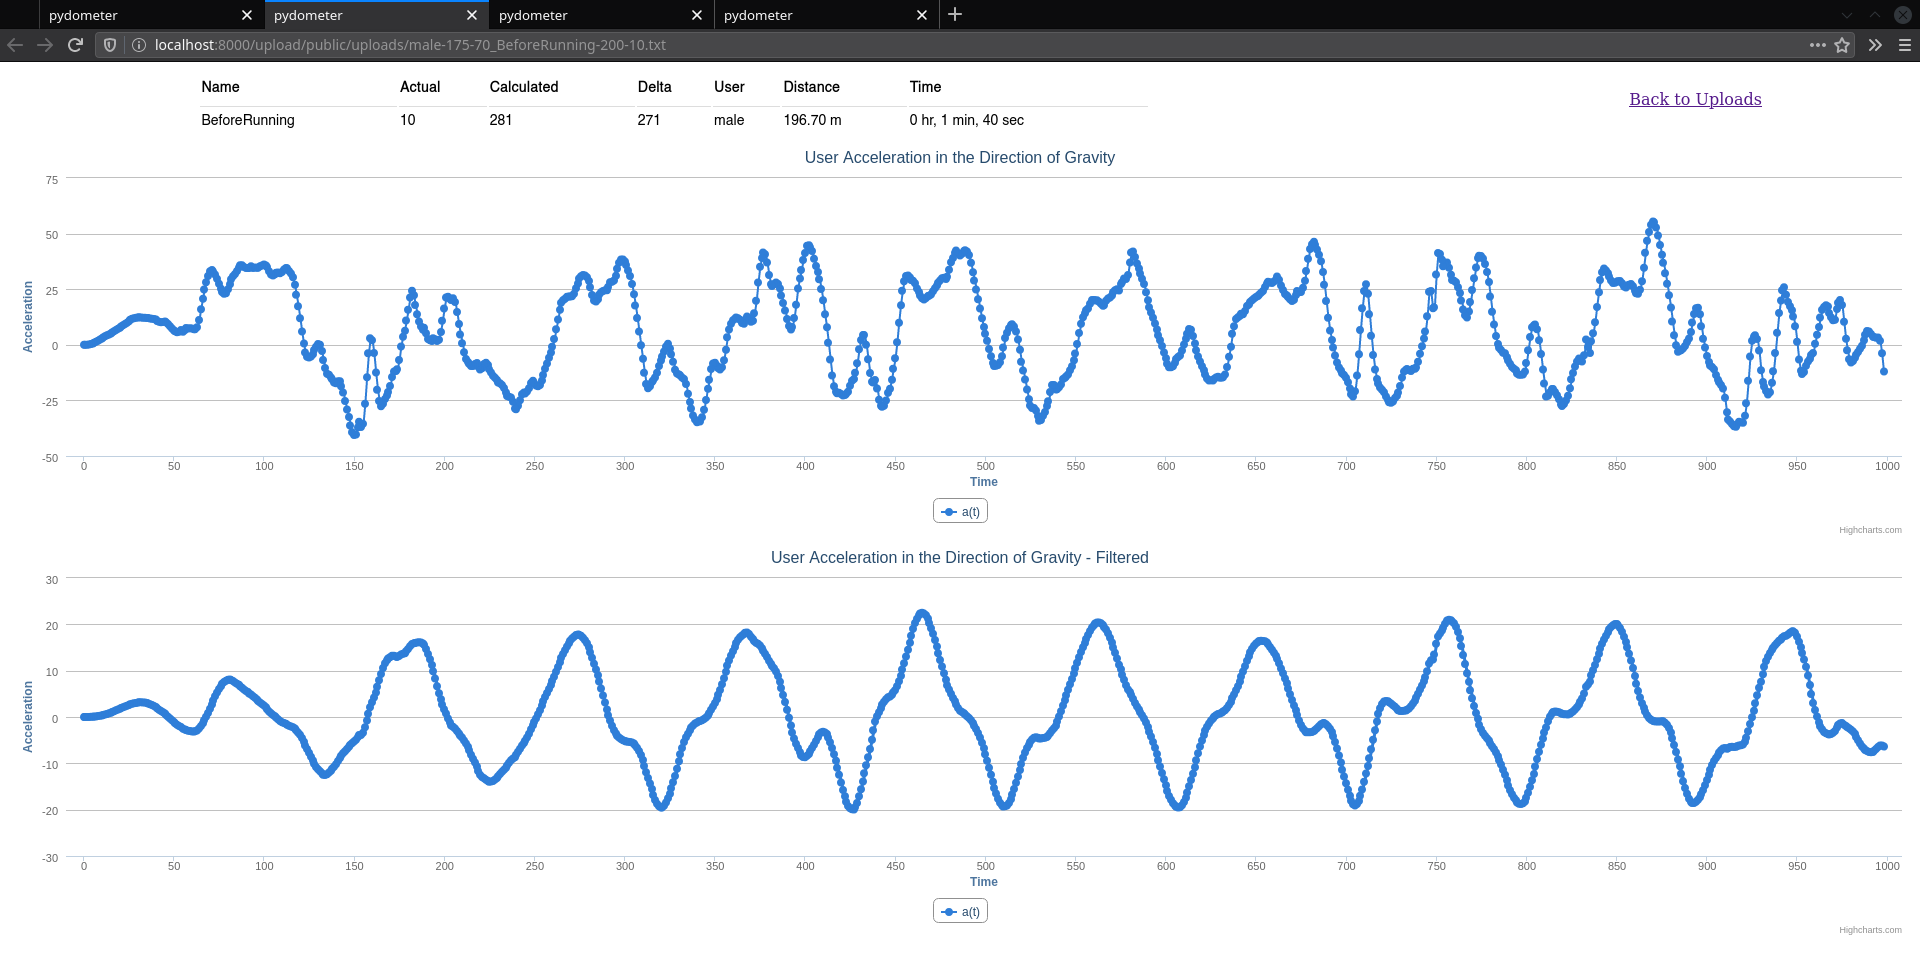 pydometer pydometer pydometer pydometer
localhost:8000/upload/public/uploads/male-175-70_BeforeRunning-200-10.txt
Name Actual Calculated Delta User Distance Time
BeforeRunning 10 281 271 male 196.70 m 0 hr, 1 min, 40 sec
Back to Uploads
User Acceleration in the Direction of Gravity
Acceleration
75
50
25
0
-25
-50
0 50 100 150 200 250 300 350 400 450 500 550 600 650 700 750 800 850 900 950 1000
Time
a(t)
Highcharts.com
User Acceleration in the Direction of Gravity - Filtered
Acceleration
30
20
10
0
-10
-20
-30
0 50 100 150 200 250 300 350 400 450 500 550 600 650 700 750 800 850 900 950 1000
Time
a(t)
Highcharts.com